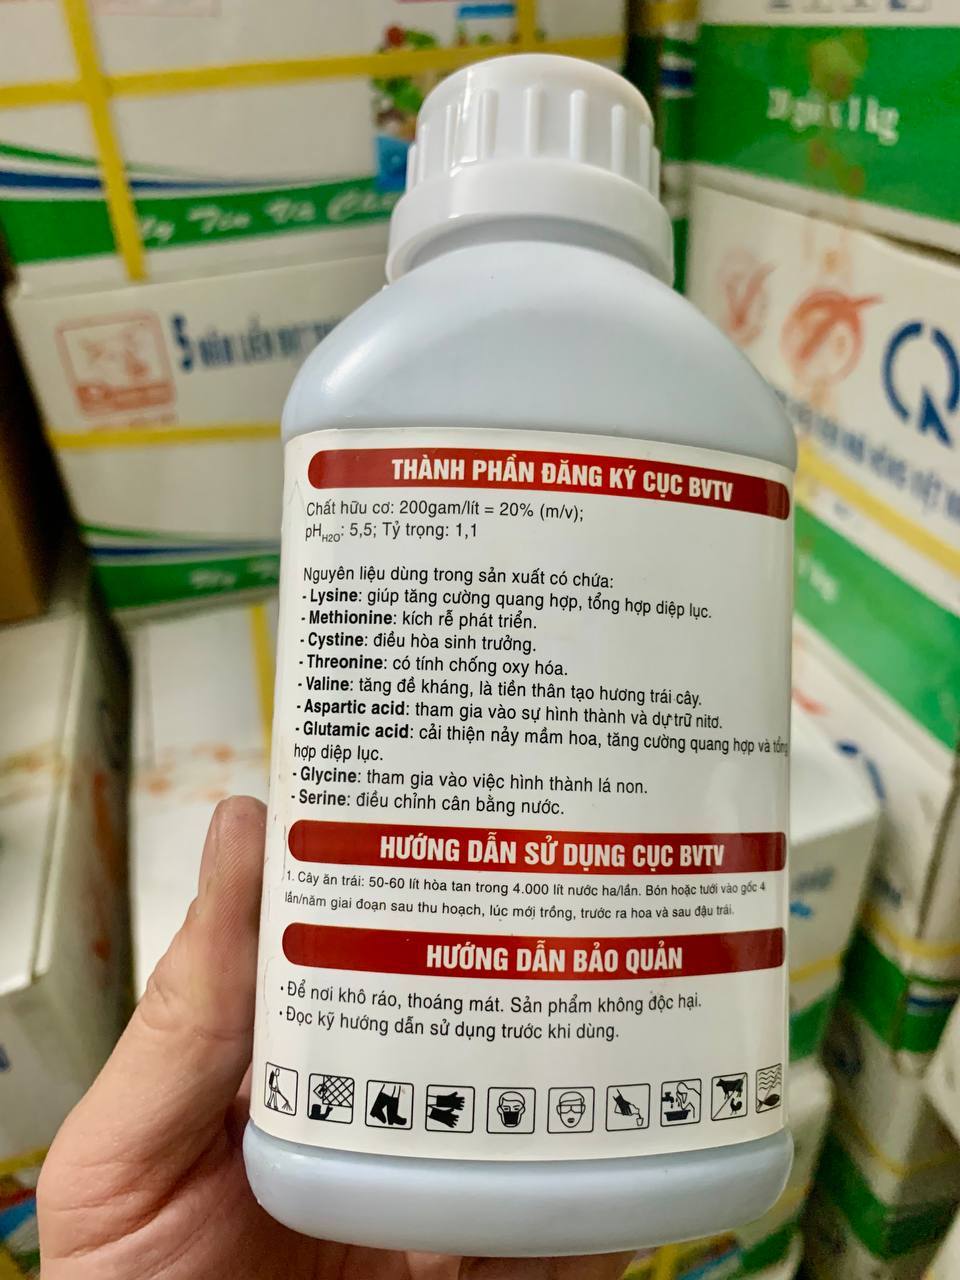 20 gói x 1 kg
Uy Tín Và
THÀNH PHẦN ĐĂNG KÝ CỤC BVTV
Chất hữu cơ: 200gam/lít = 20% (m/v);
pHH2O: 5,5; Tỷ trọng: 1,1
Nguyên liệu dùng trong sản xuất có chứa:
- Lysine: giúp tăng cường quang hợp, tổng hợp diệp lục.
- Methionine: kích rễ phát triển.
- Cystine: điều hòa sinh trưởng.
- Threonine: có tính chống oxy hóa.
- Valine: tăng đề kháng, là tiền thân tạo hương trái cây.
- Aspartic acid: tham gia vào sự hình thành và dự trữ nitơ.
- Glutamic acid: cải thiện nảy mầm hoa, tăng cường quang hợp và tổng
hợp diệp lục.
- Glycine: tham gia vào việc hình thành lá non.
- Serine: điều chỉnh cân bằng nước.
HƯỚNG DẪN SỬ DỤNG CỤC BVTV
1. Cây ăn trái: 50-60 lít hòa tan trong 4.000 lít nước ha/lần. Bón hoặc tưới vào gốc 4
lần/năm giai đoạn sau thu hoạch, lúc mới trồng, trước ra hoa và sau đậu trái.
HƯỚNG DẪN BẢO QUẢN
•Để nơi khô ráo, thoáng mát. Sản phẩm không độc hại.
•Đọc kỹ hướng dẫn sử dụng trước khi dùng.